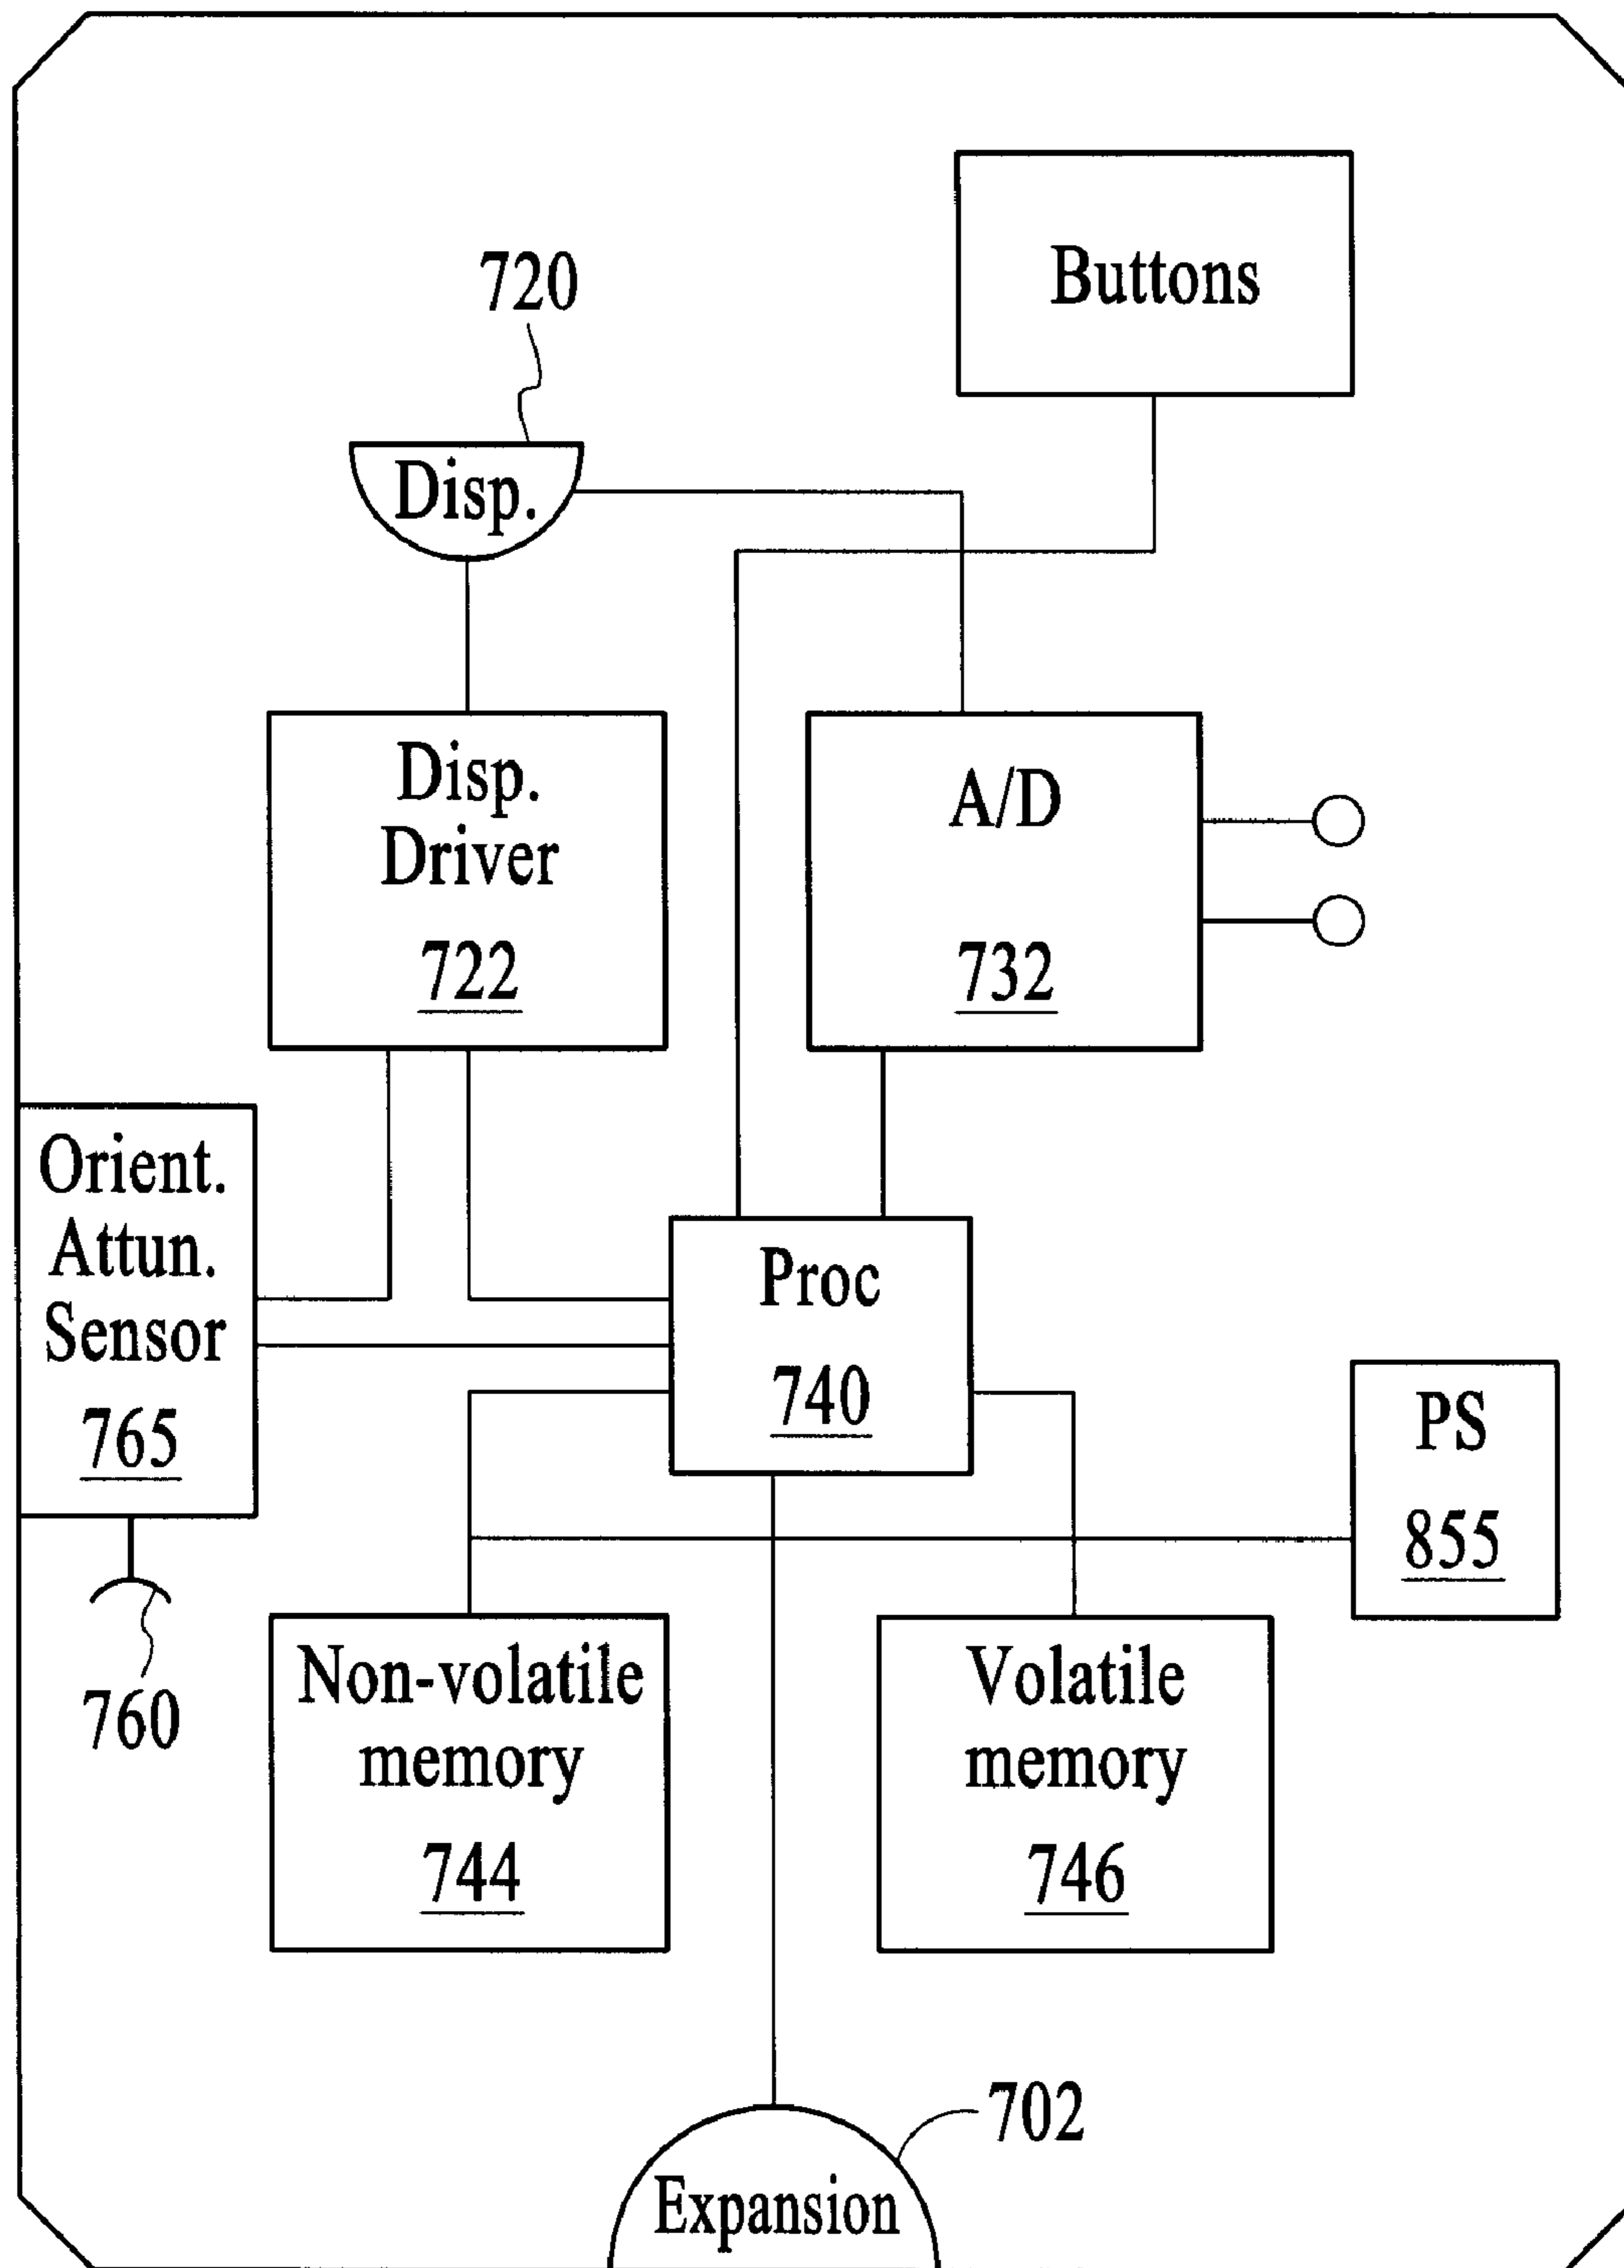 Buttons
720
Disp.
Disp.
Driver
722
A/D
732
Orient.
Attun.
Sensor
765
Proc
740
PS
855
760
Non-volatile
memory
744
Volatile
memory
746
702
Expansion